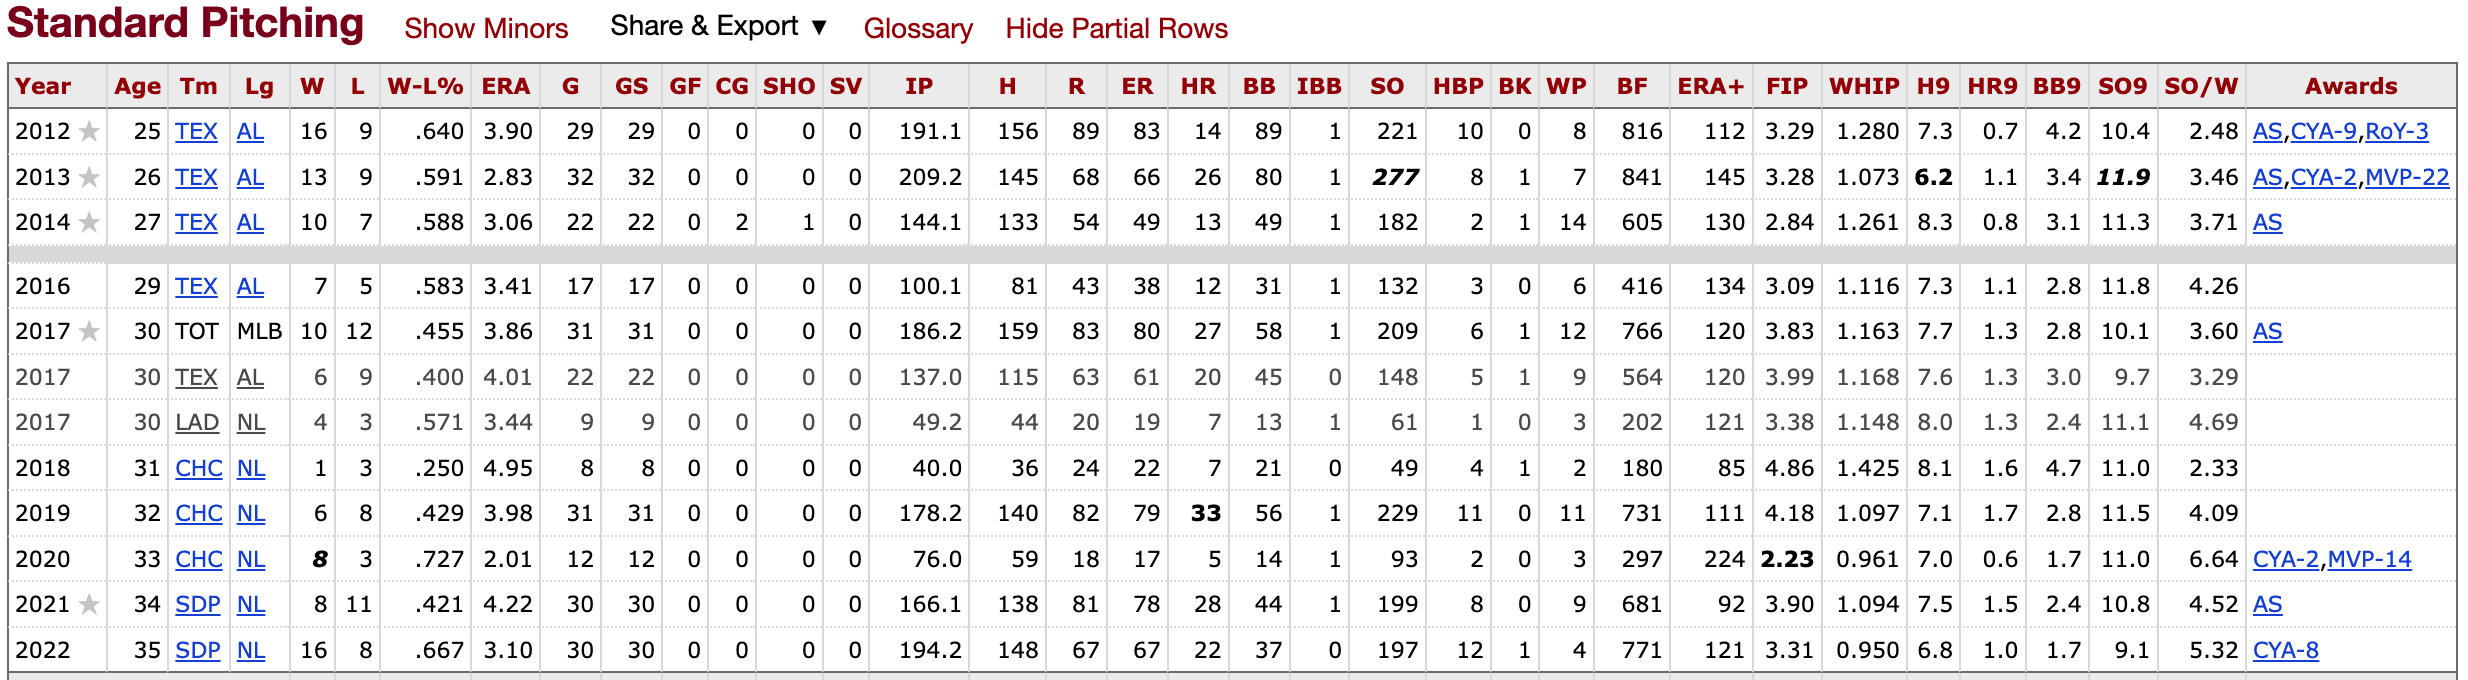 Standard Pitching Show Minors Share & Export ▼ Glossary Hide Partial Rows
Year Age Tm Lg W L W-L% ERA G GS GF CG SHO SV IP H R ER HR BB IBB SO HBP BK WP BF ERA+ FIP WHIP H9 HR9 BB9 SO9 SO/W Awards
2012 ★ 25 TEX AL 16 9 .640 3.90 29 29 0 0 0 0 191.1 156 89 83 14 89 1 221 10 0 8 816 112 3.29 1.280 7.3 0.7 4.2 10.4 2.48 AS,CYA-9,RoY-3
2013 ★ 26 TEX AL 13 9 .591 2.83 32 32 0 0 0 0 209.2 145 68 66 26 80 1 277 8 1 7 841 145 3.28 1.073 6.2 1.1 3.4 11.9 3.46 AS,CYA-2,MVP-22
2014 ★ 27 TEX AL 10 7 .588 3.06 22 22 0 2 1 0 144.1 133 54 49 13 49 1 182 2 1 14 605 130 2.84 1.261 8.3 0.8 3.1 11.3 3.71 AS
2016 29 TEX AL 7 5 .583 3.41 17 17 0 0 0 0 100.1 81 43 38 12 31 1 132 3 0 6 416 134 3.09 1.116 7.3 1.1 2.8 11.8 4.26
2017 ★ 30 TOT MLB 10 12 .455 3.86 31 31 0 0 0 0 186.2 159 83 80 27 58 1 209 6 1 12 766 120 3.83 1.163 7.7 1.3 2.8 10.1 3.60 AS
2017 30 TEX AL 6 9 .400 4.01 22 22 0 0 0 0 137.0 115 63 61 20 45 0 148 5 1 9 564 120 3.99 1.168 7.6 1.3 3.0 9.7 3.29
2017 30 LAD NL 4 3 .571 3.44 9 9 0 0 0 0 49.2 44 20 19 7 13 1 61 1 0 3 202 121 3.38 1.148 8.0 1.3 2.4 11.1 4.69
2018 31 CHC NL 1 3 .250 4.95 8 8 0 0 0 0 40.0 36 24 22 7 21 0 49 4 1 2 180 85 4.86 1.425 8.1 1.6 4.7 11.0 2.33
2019 32 CHC NL 6 8 .429 3.98 31 31 0 0 0 0 178.2 140 82 79 33 56 1 229 11 0 11 731 111 4.18 1.097 7.1 1.7 2.8 11.5 4.09
2020 33 CHC NL 8 3 .727 2.01 12 12 0 0 0 0 76.0 59 18 17 5 14 1 93 2 0 3 297 224 2.23 0.961 7.0 0.6 1.7 11.0 6.64 CYA-2,MVP-14
2021 ★ 34 SDP NL 8 11 .421 4.22 30 30 0 0 0 0 166.1 138 81 78 28 44 1 199 8 0 9 681 92 3.90 1.094 7.5 1.5 2.4 10.8 4.52 AS
2022 35 SDP NL 16 8 .667 3.10 30 30 0 0 0 0 194.2 148 67 67 22 37 0 197 12 1 4 771 121 3.31 0.950 6.8 1.0 1.7 9.1 5.32 CYA-8